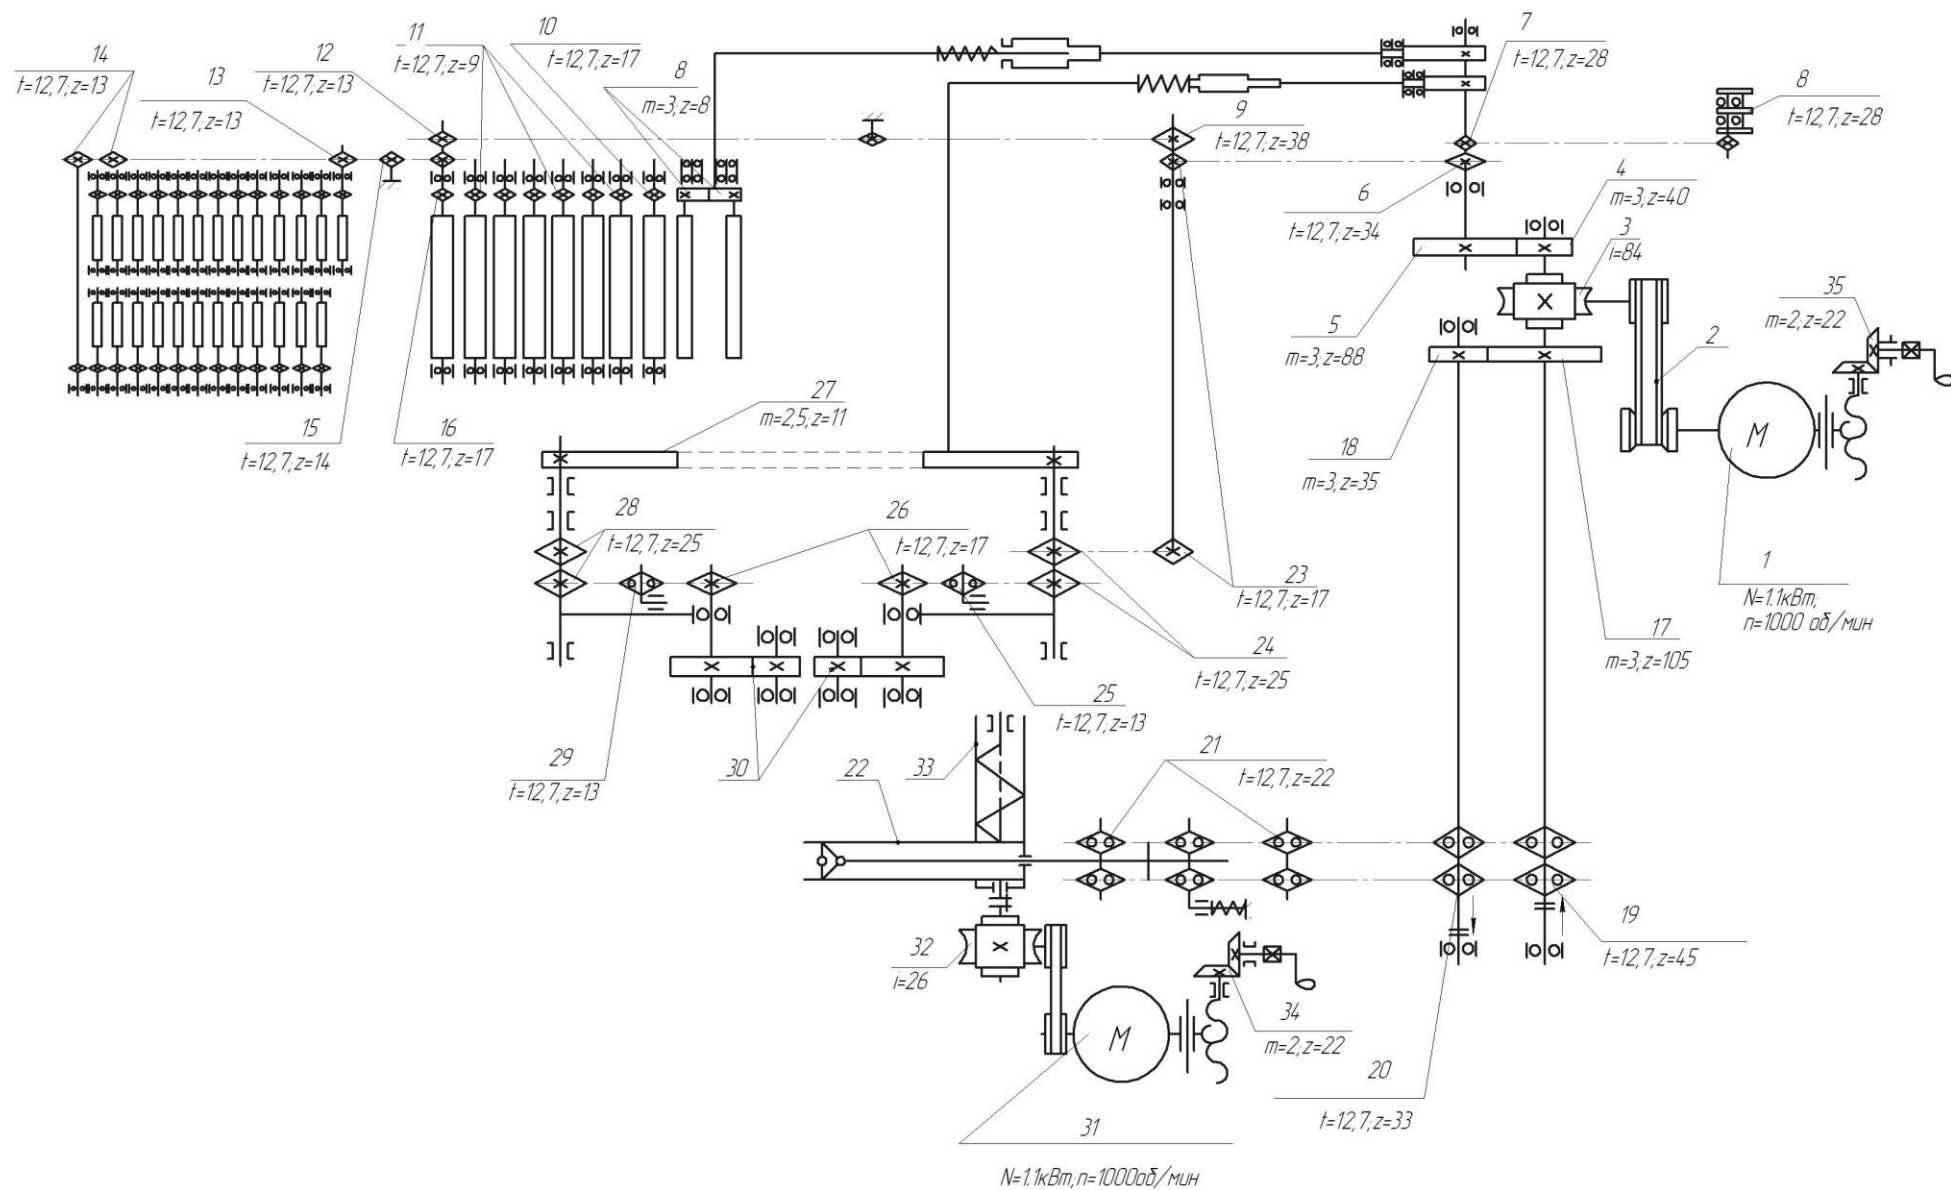 14
t=12,7;z=13
13
t=12,7;z=13
12
t=12,7;z=13
11
t=12,7;z=9
10
t=12,7;z=17
8
m=3;z=8
7
t=12,7;z=28
8
t=12,7;z=28
9
t=12,7;z=38
6
t=12,7;z=34
4
m=3;z=40
3
i=84
5
m=3;z=88
35
m=2;z=22
2
15
t=12,7;z=14
16
t=12,7;z=17
27
m=2,5;z=11
18
m=3;z=35
M
1
N=1.1кВт;
n=1000 об/мин
17
m=3;z=105
28
t=12,7;z=25
26
t=12,7;z=17
23
t=12,7;z=17
24
t=12,7;z=25
25
t=12,7;z=13
29
t=12,7;z=13
30
22
33
21
t=12,7;z=22
19
t=12,7;z=45
32
i=26
M
34
m=2;z=22
20
t=12,7;z=33
31
N=1.1кВт;n=1000об/мин